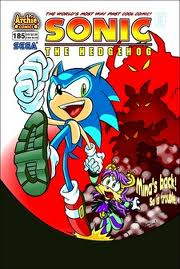 THE WORLD'S MOST WAY PAST COOL COMIC!
Archie
COMICS
SONIC
THE HEDGEHOG
185
SEGA
Mina's back!
So is trouble.